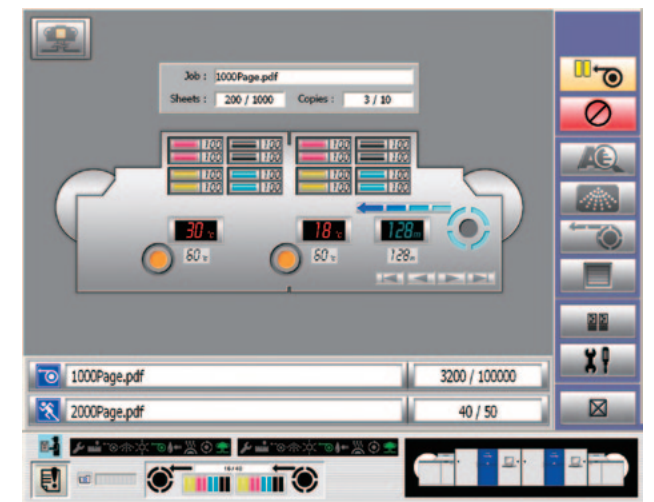 Job : 1000Page.pdf
Sheets : 200 / 1000 Copies : 3 / 10
100 100 100 100
100 100 100 100
100 100 100 100
100 100 100 100
30 °c 18 °c 128m
60 °c 60 °c 128m
1000Page.pdf 3200 / 100000
2000Page.pdf 40 / 50